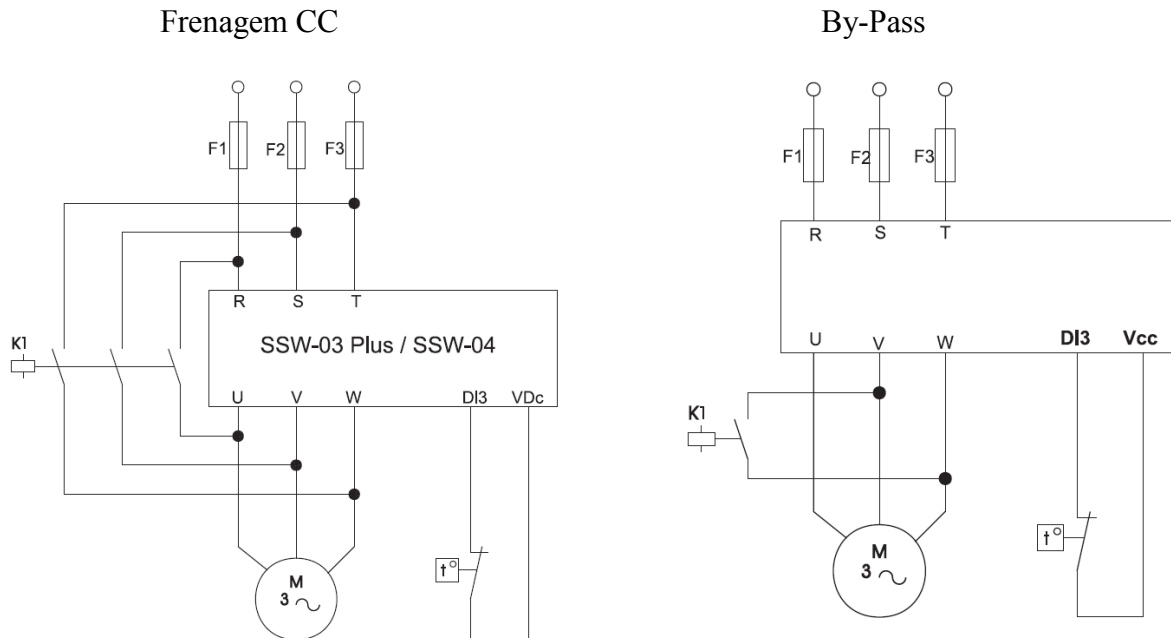 Frenagem CC
By-Pass
F1 F2 F3
F1 F2 F3
R S T
R S T
SSW-03 Plus / SSW-04
K1
U V W DI3 VDc
U V W DI3 Vcc
K1
t°
M
3
t°
M
3